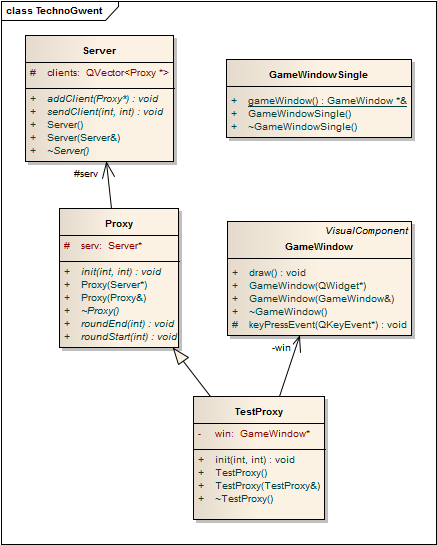 class TechnoGwent
Server
# clients: QVector<Proxy *>
+ addClient(Proxy*) : void
+ sendClient(int, int) : void
+ Server()
+ Server(Server&)
+ ~Server()
GameWindowSingle
+ gameWindow() : GameWindow *&
+ GameWindowSingle()
+ ~GameWindowSingle()
#serv
Proxy
# serv: Server*
+ init(int, int) : void
+ Proxy(Server*)
+ Proxy(Proxy&)
+ ~Proxy()
+ roundEnd(int) : void
+ roundStart(int) : void
VisualComponent
GameWindow
+ draw() : void
+ GameWindow(QWidget*)
+ GameWindow(GameWindow&)
+ ~GameWindow()
# keyPressEvent(QKeyEvent*) : void
-win
TestProxy
- win: GameWindow*
+ init(int, int) : void
+ TestProxy()
+ TestProxy(TestProxy&)
+ ~TestProxy()